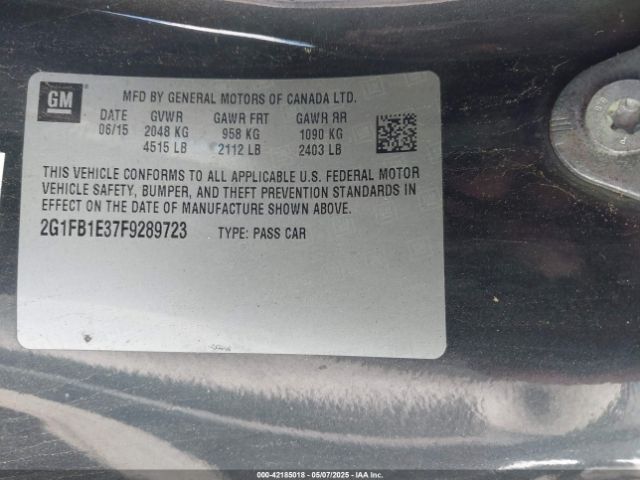 GM
MFD BY GENERAL MOTORS OF CANADA LTD.
DATE GVWR GAWR FRT GAWR RR
06/15 2048 KG 958 KG 1090 KG
4515 LB 2112 LB 2403 LB
THIS VEHICLE CONFORMS TO ALL APPLICABLE U.S. FEDERAL MOTOR
VEHICLE SAFETY, BUMPER, AND THEFT PREVENTION STANDARDS IN
EFFECT ON THE DATE OF MANUFACTURE SHOWN ABOVE.
2G1FB1E37F9289723 TYPE: PASS CAR
000-42185018 - 05/07/2025 - IAAI.COM